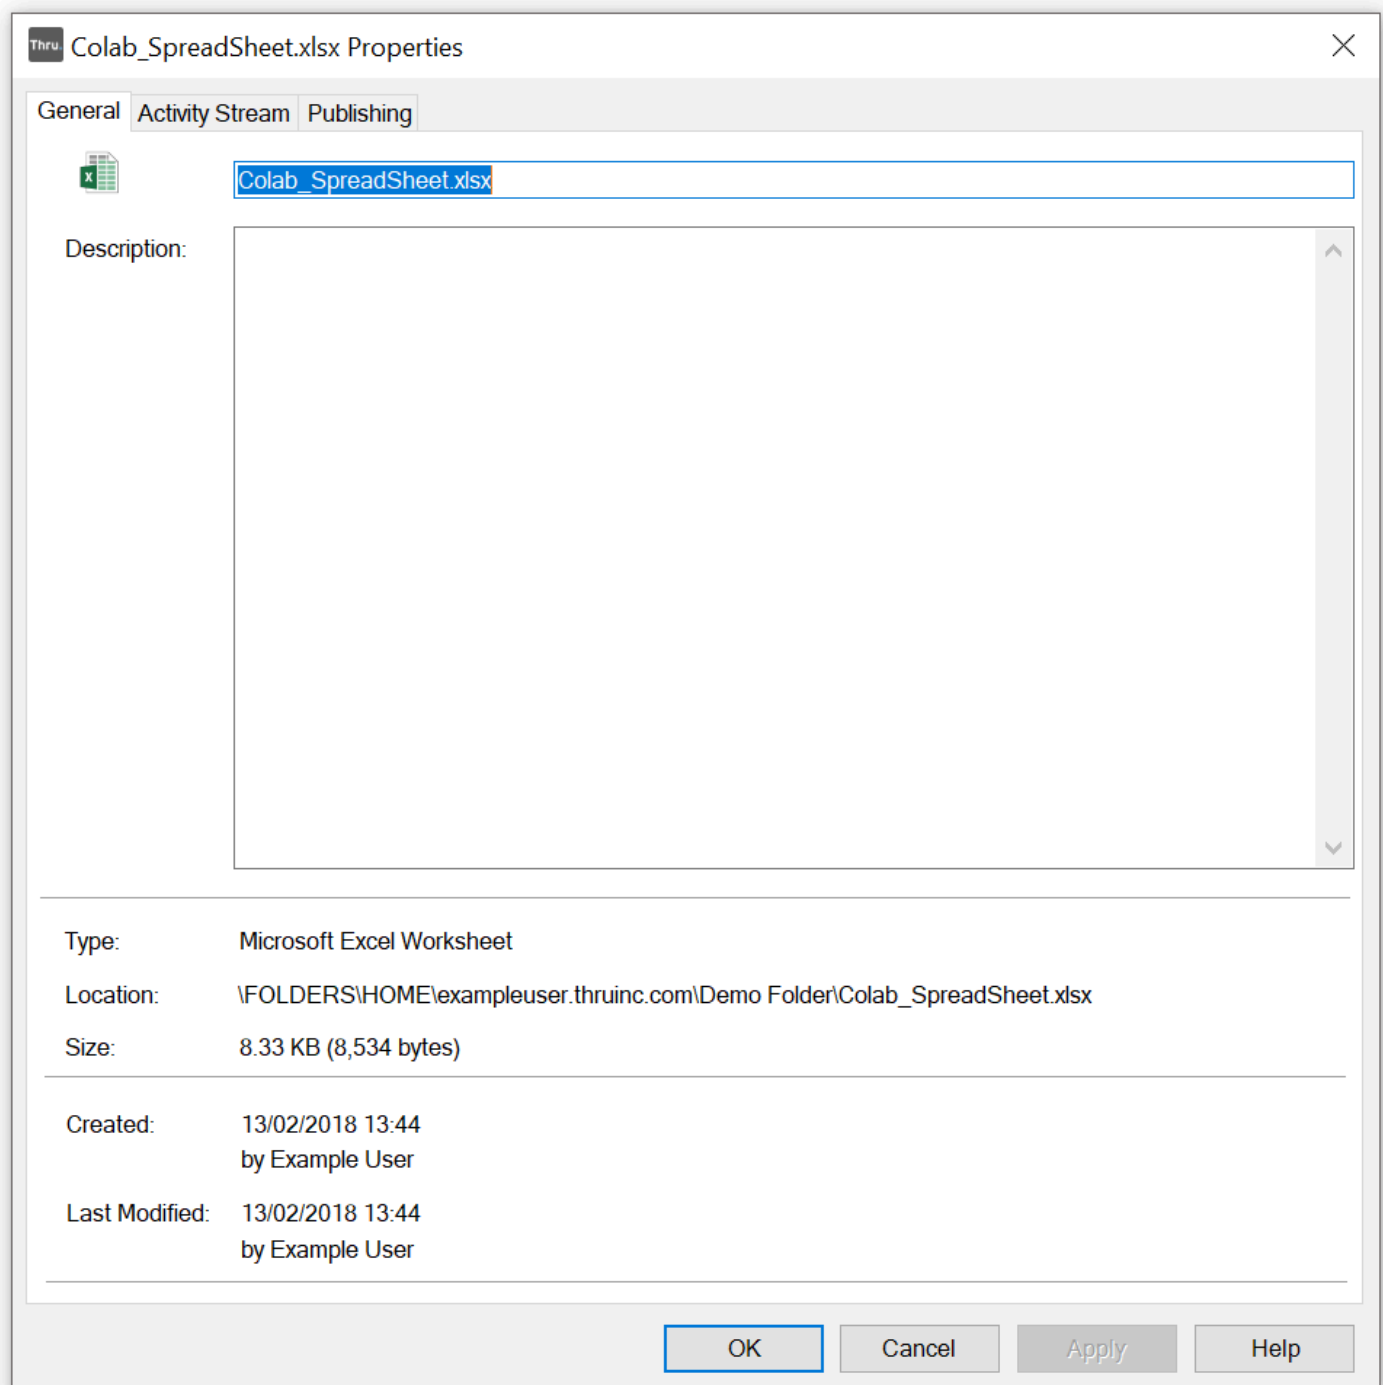 Thru. Colab_SpreadSheet.xlsx Properties
General Activity Stream Publishing
Colab_SpreadSheet.xlsx
Description:
Type: Microsoft Excel Worksheet
Location: \FOLDERS\HOME\exampleuser.thruinc.com\Demo Folder\Colab_SpreadSheet.xlsx
Size: 8.33 KB (8,534 bytes)
Created: 13/02/2018 13:44
by Example User
Last Modified: 13/02/2018 13:44
by Example User
OK Cancel Apply Help